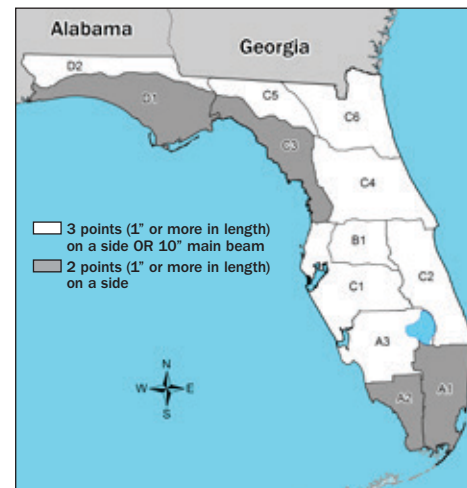 Alabama
Georgia
D2
D1
C5
C6
C3
C4
3 points (1" or more in length)
on a side OR 10" main beam
2 points (1" or more in length)
on a side
B1
C2
C1
A3
N
W E
S
A2
A1